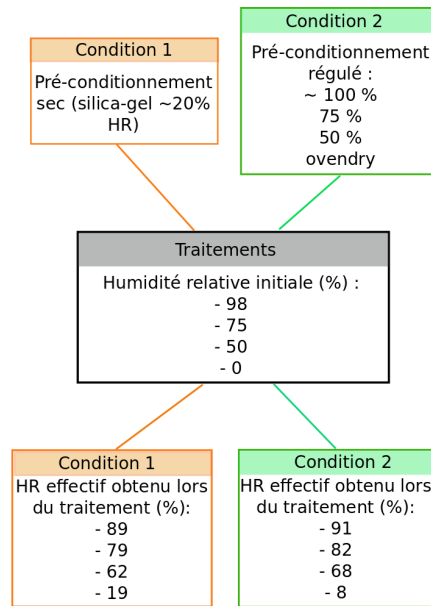 Condition 1
Pré-conditionnement
sec (silica-gel ~20%
HR)
Condition 2
Pré-conditionnement
régulé :
~ 100 %
75 %
50 %
ovendry
Traitements
Humidité relative initiale (%) :
- 98
- 75
- 50
- 0
Condition 1
HR effectif obtenu lors
du traitement (%):
- 89
- 79
- 62
- 19
Condition 2
HR effectif obtenu lors
du traitement (%):
- 91
- 82
- 68
- 8